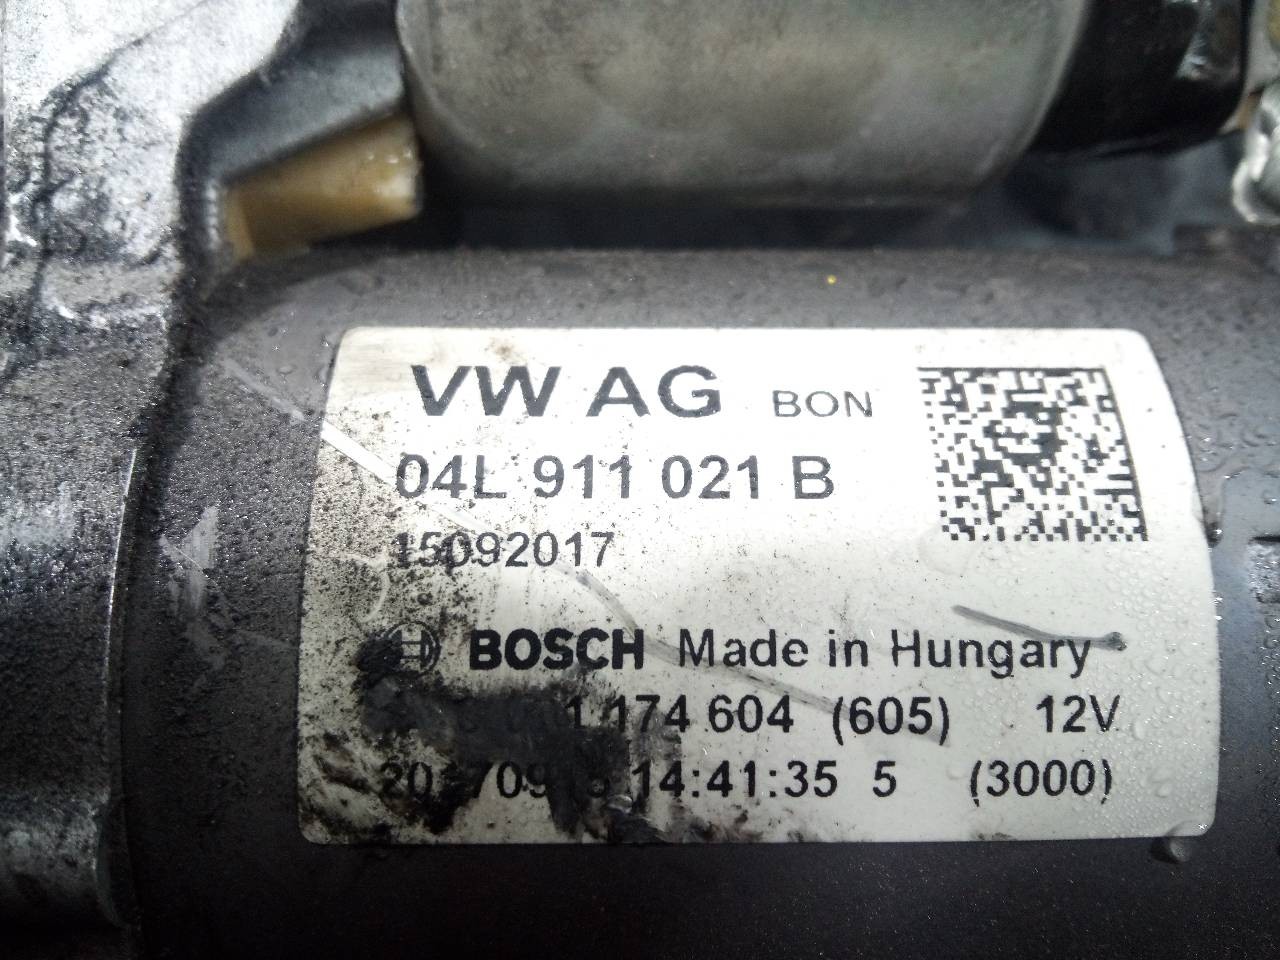 VW AG BON
04L 911 021 B
15092017
BOSCH Made in Hungary
174 604 (605) 12V
14:41:35 5 (3000)